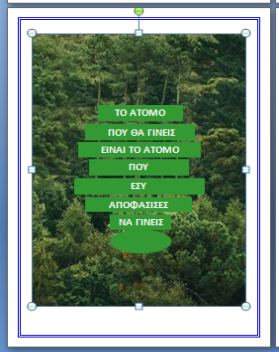 ΤΟ ΑΤΟΜΟ
ΠΟΥ ΘΑ ΓΙΝΕΙΣ
ΕΙΝΑΙ ΤΟ ΑΤΟΜΟ
ΠΟΥ
ΕΣΥ
ΑΠΟΦΑΣΙΣΕΣ
ΝΑ ΓΙΝΕΙΣ